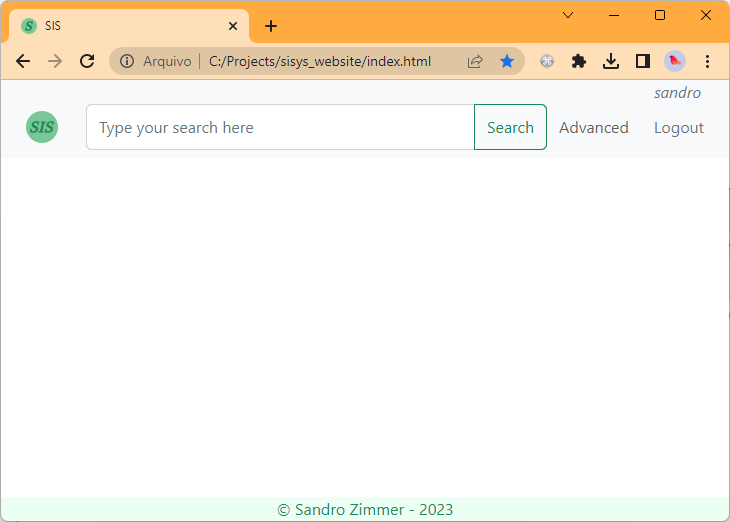 SIS
Arquivo | C:/Projects/sisys_website/index.html
sandro
SIS Type your search here Search Advanced Logout
© Sandro Zimmer - 2023